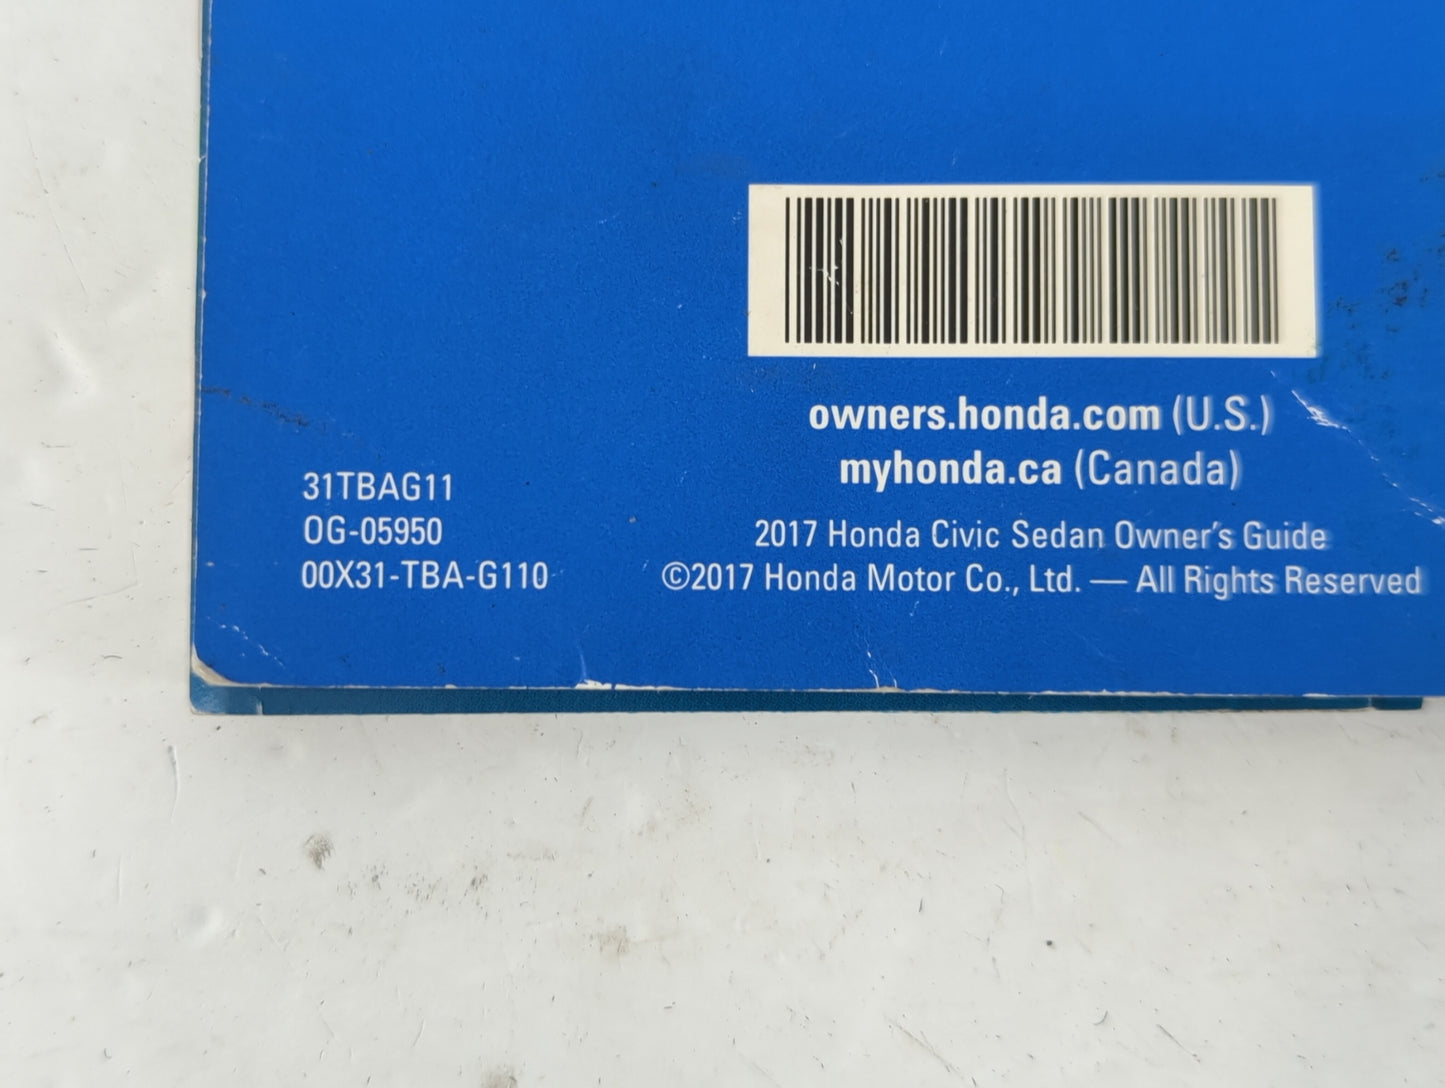 owners.honda.com (U.S.)
myhonda.ca (Canada)
31TBAG11
OG-05950
00X31-TBA-G110
2017 Honda Civic Sedan Owner's Guide
©2017 Honda Motor Co., Ltd. — All Rights Reserved